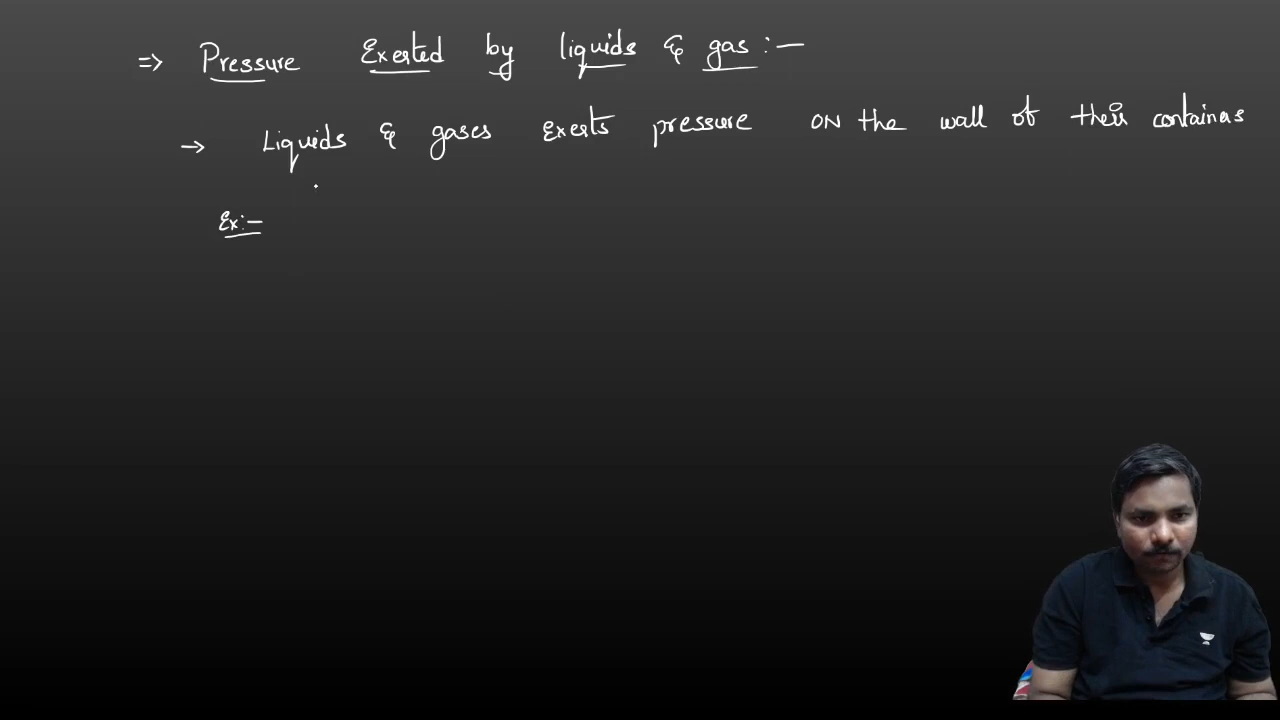 ⇒ Pressure Exerted by liquids & gas :-
→ Liquids & gases exerts pressure on the wall of their containers
Ex:-